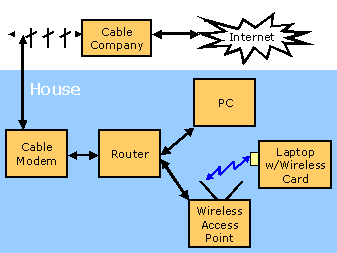 Cable
Company
Internet
House
PC
Cable
Modem
Router
Laptop
w/Wireless
Card
Wireless
Access
Point